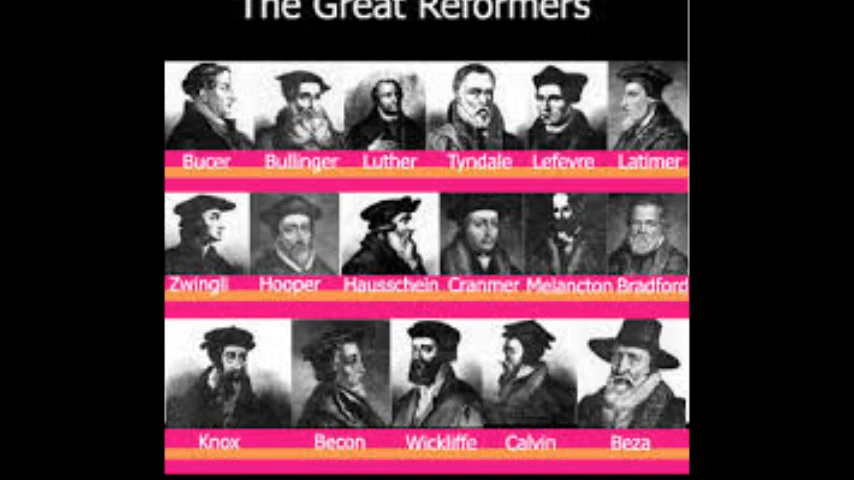 The Great Reformers
Bucer Bullinger Luther Tyndale Lefevre Latimer
Zwingli Hooper Hausschein Cranmer Melancton Bradford
Knox Becon Wickliffe Calvin Beza